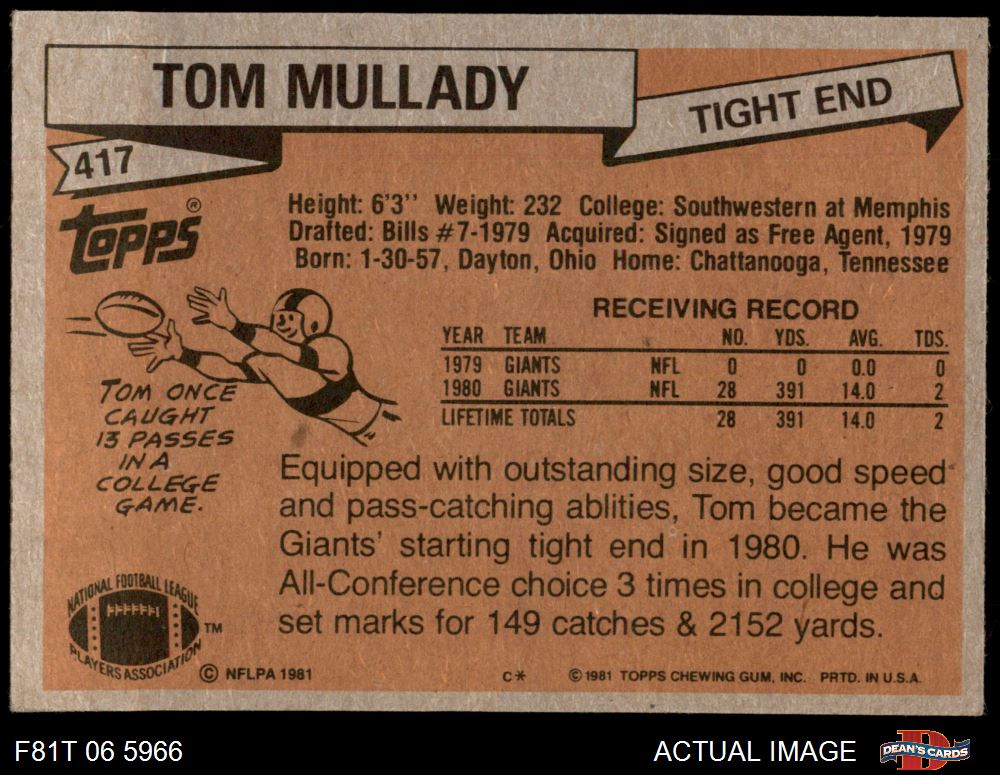 TOM MULLADY
TIGHT END
417
TOPPS®
Height: 6'3'' Weight: 232 College: Southwestern at Memphis
Drafted: Bills #7-1979 Acquired: Signed as Free Agent, 1979
Born: 1-30-57, Dayton, Ohio Home: Chattanooga, Tennessee
RECEIVING RECORD
YEAR TEAM NO. YDS. AVG. TDS.
1979 GIANTS NFL 0 0 0.0 0
1980 GIANTS NFL 28 391 14.0 2
LIFETIME TOTALS 28 391 14.0 2
TOM ONCE
CAUGHT
13 PASSES
IN A
COLLEGE
GAME.
Equipped with outstanding size, good speed
and pass-catching ablities, Tom became the
Giants' starting tight end in 1980. He was
All-Conference choice 3 times in college and
set marks for 149 catches & 2152 yards.
NATIONAL FOOTBALL LEAGUE
PLAYERS ASSOCIATION
TM
© NFLPA 1981
C*
© 1981 TOPPS CHEWING GUM, INC. PRTD. IN U.S.A.
F81T 06 5966
ACTUAL IMAGE
D
DEAN'S CARDS